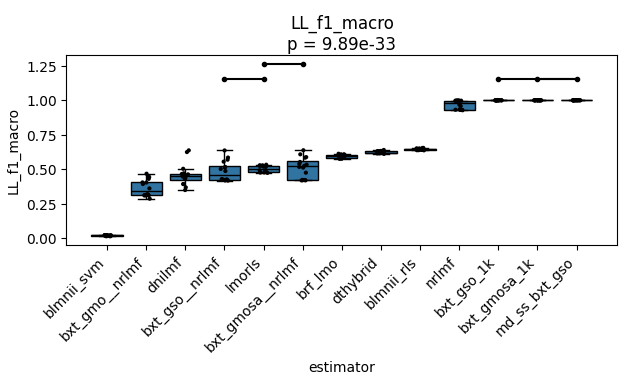 LL_f1_macro
p = 9.89e-33
1.25
1.00
0.75
0.50
0.25
0.00
LL_f1_macro
blmnii_svm
bxt_gmo__nrlmf
dnilmf
bxt_gso__nrlmf
lmorls
bxt_gmosa__nrlmf
brf_lmo
dthybrid
blmnii_rls
nrlmf
bxt_gso_1k
bxt_gmosa_1k
md_ss_bxt_gso
estimator